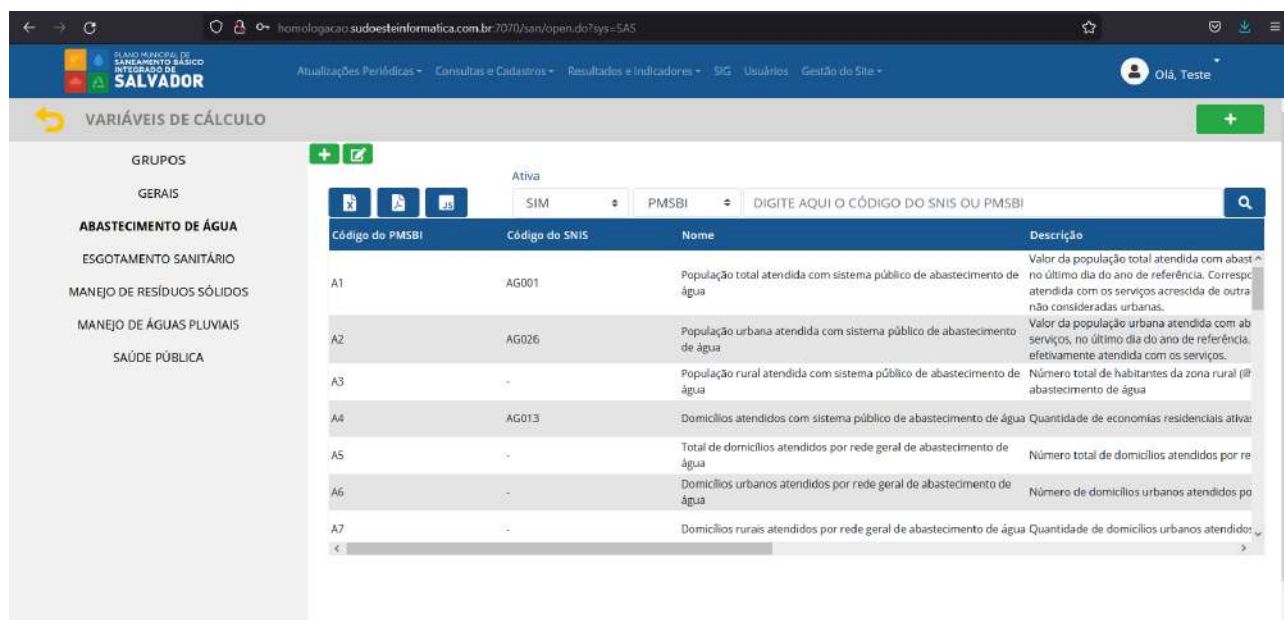 homologacao.sudoesteinformatica.com.br:7070/san/open.do?sys=SAS
PLANO MUNICIPAL DE
SANEAMENTO BÁSICO
INTEGRADO DE
SALVADOR
Atualizações Periódicas
Consultas e Cadastros
Resultados e Indicadores
SIG
Usuários
Gestão do Site
Olá, Teste
VARIÁVEIS DE CÁLCULO
+
GRUPOS
GERAIS
ABASTECIMENTO DE ÁGUA
ESGOTAMENTO SANITÁRIO
MANEJO DE RESÍDUOS SÓLIDOS
MANEJO DE ÁGUAS PLUVIAIS
SAÚDE PÚBLICA
+
Ativa
JS
SIM
PMSBI
DIGITE AQUI O CÓDIGO DO SNIS OU PMSBI
Código do PMSBI
Código do SNIS
Nome
Descrição
A1
AG001
População total atendida com sistema público de abastecimento de
água
Valor da população total atendida com abast
no último dia do ano de referência. Correspo
atendida com os serviços acrescida de outra
não consideradas urbanas.
A2
AG026
População urbana atendida com sistema público de abastecimento
de água
Valor da população urbana atendida com ab
serviços, no último dia do ano de referência.
efetivamente atendida com os serviços.
A3
-
População rural atendida com sistema público de abastecimento de
água
Número total de habitantes da zona rural (ilh
abastecimento de água
A4
AG013
Domicílios atendidos com sistema público de abastecimento de água
Quantidade de economias residenciais ativas
A5
-
Total de domicílios atendidos por rede geral de abastecimento de
água
Número total de domicílios atendidos por re
A6
-
Domicílios urbanos atendidos por rede geral de abastecimento de
água
Número de domicílios urbanos atendidos po
A7
-
Domicílios rurais atendidos por rede geral de abastecimento de água
Quantidade de domicílios urbanos atendidos